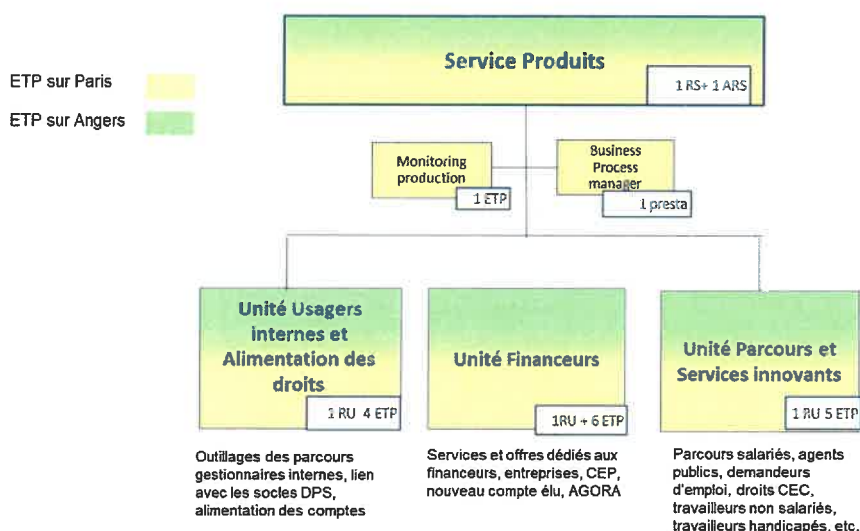 Service Produits
1 RS+ 1 ARS
ETP sur Paris
ETP sur Angers
Monitoring
production
1 ETP
Business
Process
manager
1 presta
Unité Usagers
internes et
Alimentation des
droits
1 RU 4 ETP
Unité Financeurs
1RU + 6 ETP
Unité Parcours et
Services innovants
1 RU 5 ETP
Outillages des parcours
gestionnaires internes, lien
avec les socles DPS,
alimentation des comptes
Services et offres dédiés aux
financeurs, entreprises, CEP,
nouveau compte élu, AGORA
Parcours salariés, agents
publics, demandeurs
d'emploi, droits CEC,
travailleurs non salariés,
travailleurs handicapés, etc.